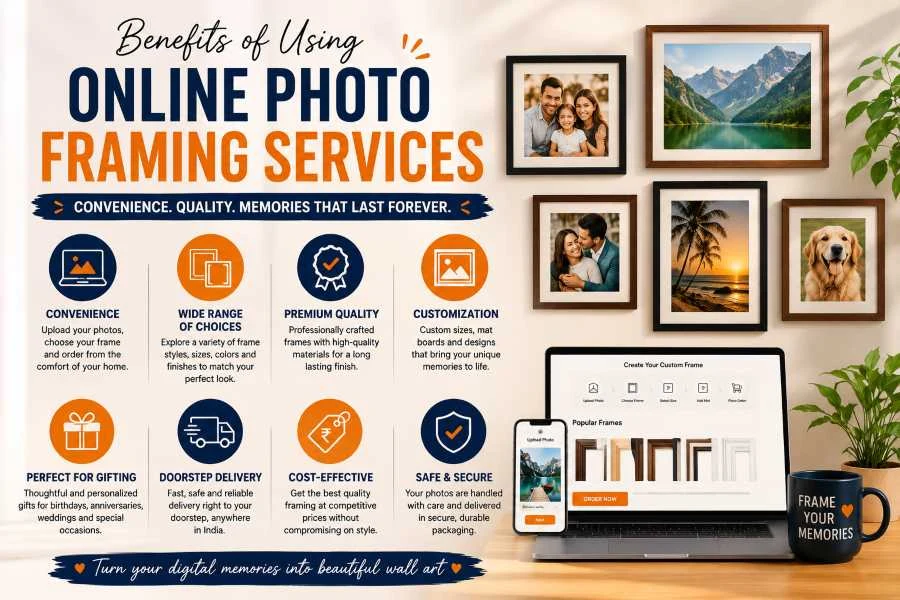 Benefits of Using
ONLINE PHOTO
FRAMING SERVICES
CONVENIENCE. QUALITY. MEMORIES THAT LAST FOREVER.
CONVENIENCE
Upload your photos,
choose your frame
and order from the
comfort of your home.
WIDE RANGE
OF CHOICES
Explore a variety of frame
styles, sizes, colors and
finishes to match your
perfect look.
PREMIUM QUALITY
Professionally crafted
frames with high-quality
materials for a long
lasting finish.
CUSTOMIZATION
Custom sizes, mat
boards and designs
that bring your unique
memories to life.
₹
PERFECT FOR GIFTING
Thoughtful and personalized
gifts for birthdays, anniversaries,
weddings and special
occasions.
DOORSTEP DELIVERY
Fast, safe and reliable
delivery right to your
doorstep, anywhere
in India.
COST-EFFECTIVE
Get the best quality
framing at competitive
prices without
compromising on style.
SAFE & SECURE
Your photos are handled
with care and delivered
in secure, durable
packaging.
Turn your digital memories into beautiful wall art
Create Your Custom Frame
Upload Photo
Choose Frame
Select Size
Add Mat
Place Order
Popular Frames
ORDER NOW
Upload Photo
Next
FRAME
YOUR
MEMORIES